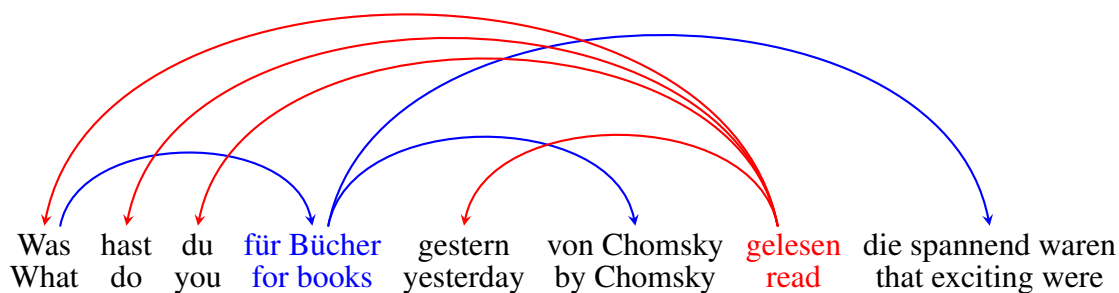 Was hast du für Bücher gestern von Chomsky gelesen die spannend waren
What do you for books yesterday by Chomsky read that exciting were